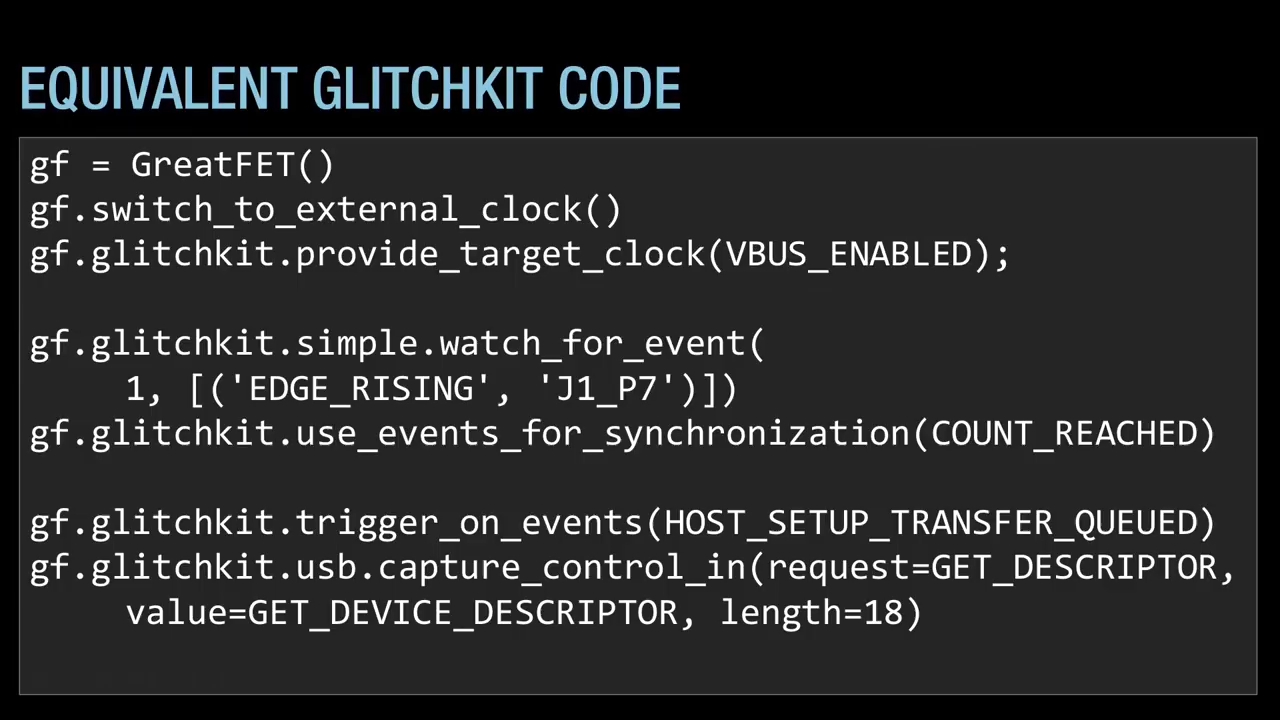 EQUIVALENT GLITCHKIT CODE
gf = GreatFET()
gf.switch_to_external_clock()
gf.glitchkit.provide_target_clock(VBUS_ENABLED);
gf.glitchkit.simple.watch_for_event(
1, [('EDGE_RISING', 'J1_P7')])
gf.glitchkit.use_events_for_synchronization(COUNT_REACHED)
gf.glitchkit.trigger_on_events(HOST_SETUP_TRANSFER_QUEUED)
gf.glitchkit.usb.capture_control_in(request=GET_DESCRIPTOR,
value=GET_DEVICE_DESCRIPTOR, length=18)